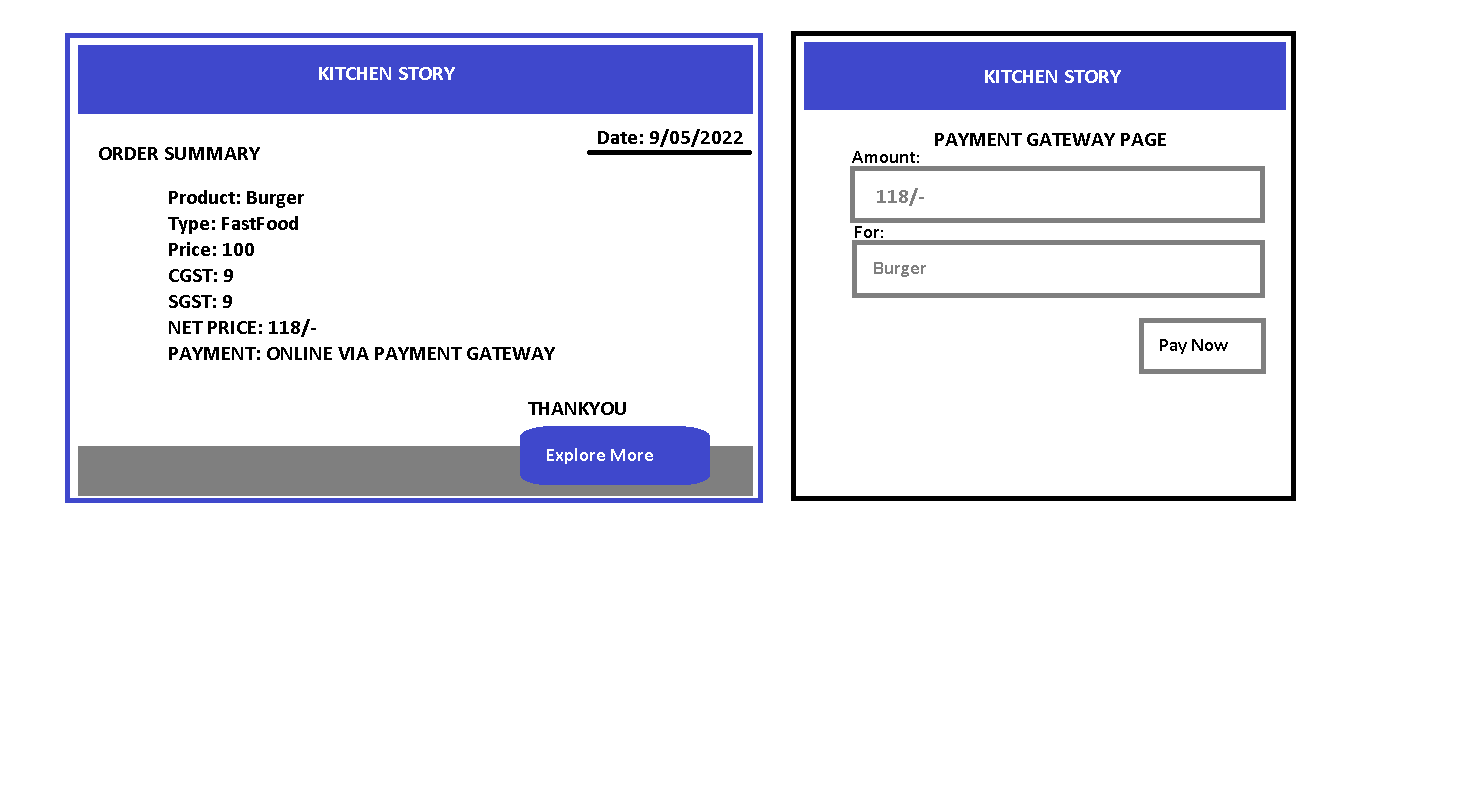 KITCHEN STORY
Date: 9/05/2022
ORDER SUMMARY
Product: Burger
Type: FastFood
Price: 100
CGST: 9
SGST: 9
NET PRICE: 118/-
PAYMENT: ONLINE VIA PAYMENT GATEWAY
THANKYOU
Explore More
KITCHEN STORY
PAYMENT GATEWAY PAGE
Amount:
118/-
For:
Burger
Pay Now